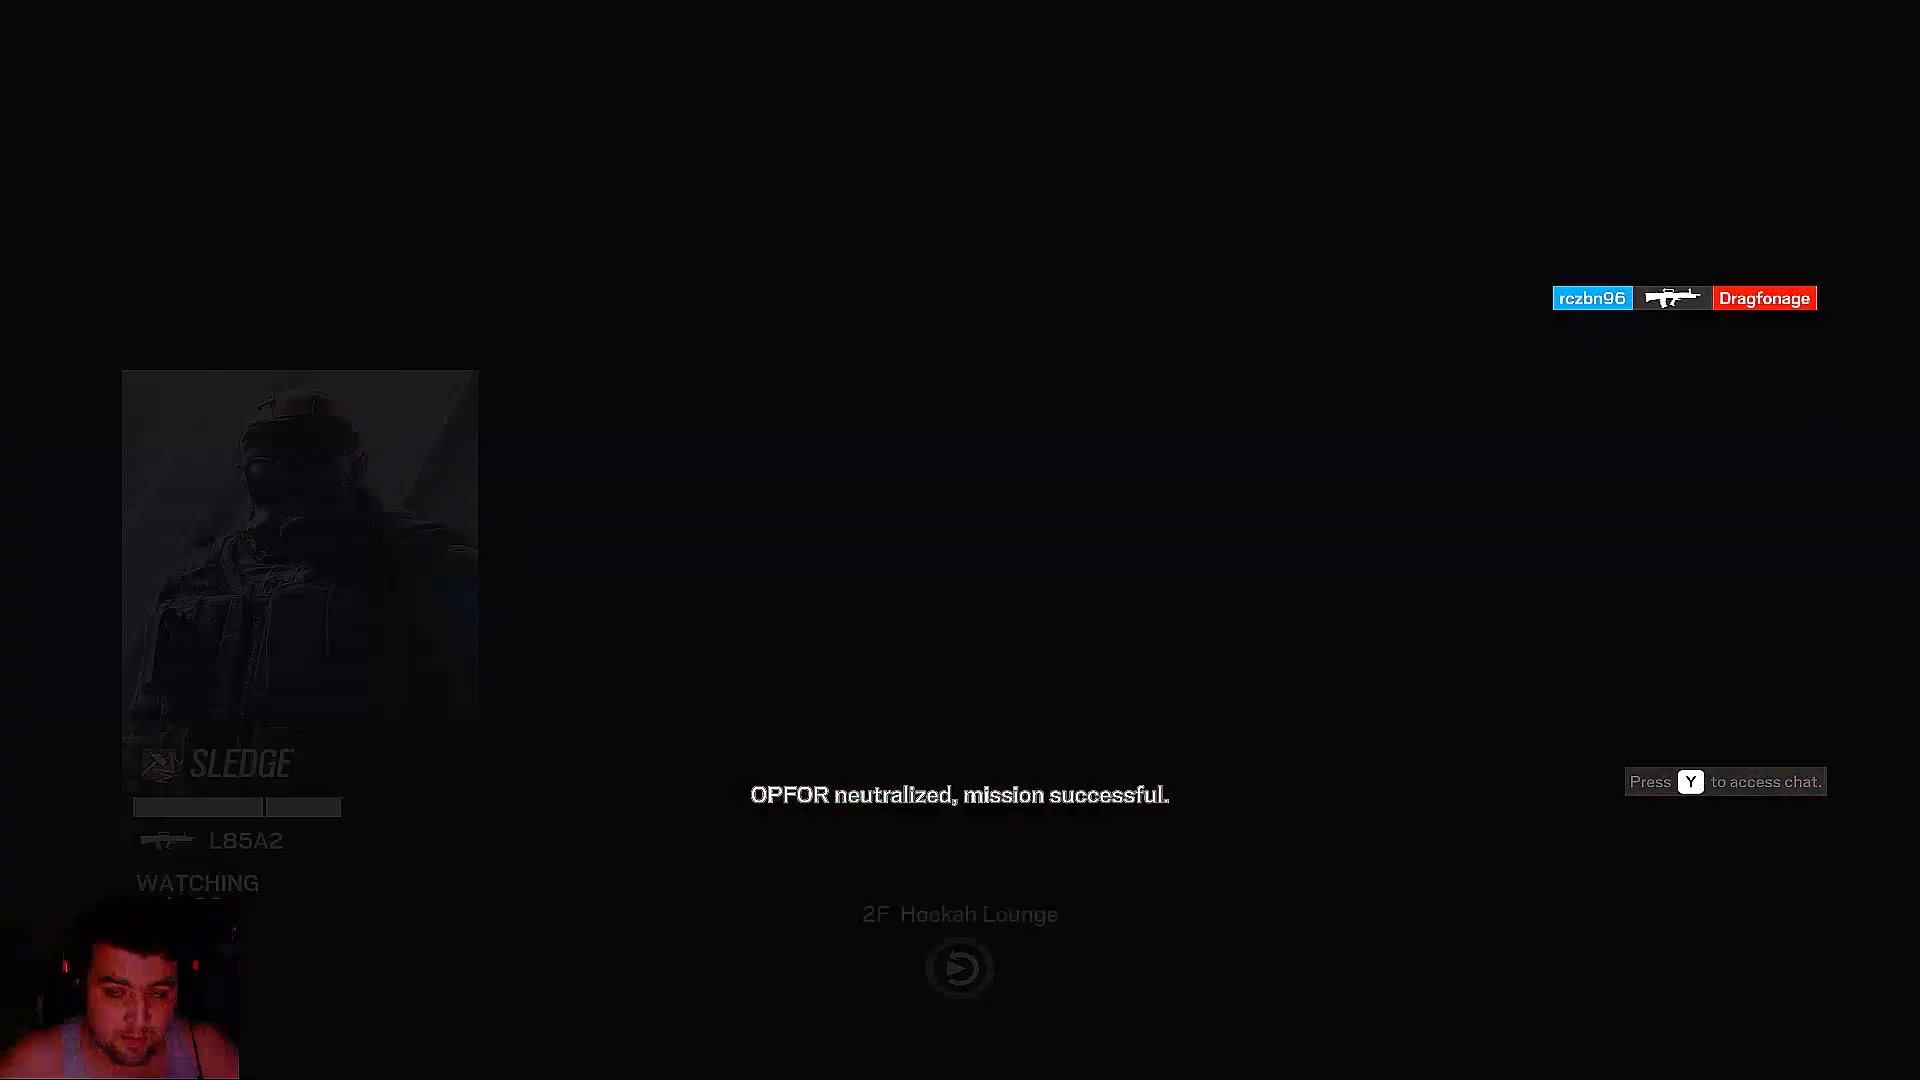 rczbn96 Dragfonage
SLEDGE
OPFOR neutralized, mission successful.
Press Y to access chat.
L85A2
WATCHING
2F Hookah Lounge